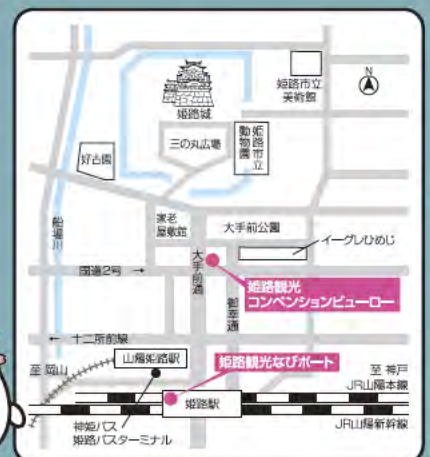 N
姫路市立
美術館
姫路城
三の丸広場
姫路市立
動物園
好古園
船場川
家老
屋敷館
大手前公園
イーグレひめじ
大手前通
国道2号 →
御幸通
姫路観光
コンベンションビューロー
← 十二所前線
山陽姫路駅
姫路観光なびポート
至 岡山
至 神戸
JR山陽本線
姫路駅
神姫バス
姫路バスターミナル
JR山陽新幹線